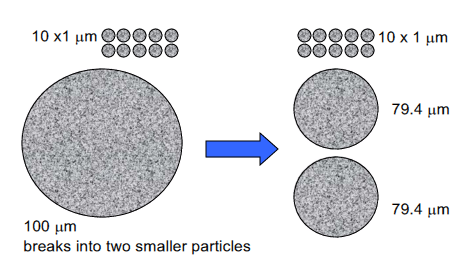 10 x1 μm
10 x 1 μm
79.4 μm
79.4 μm
100 μm
breaks into two smaller particles